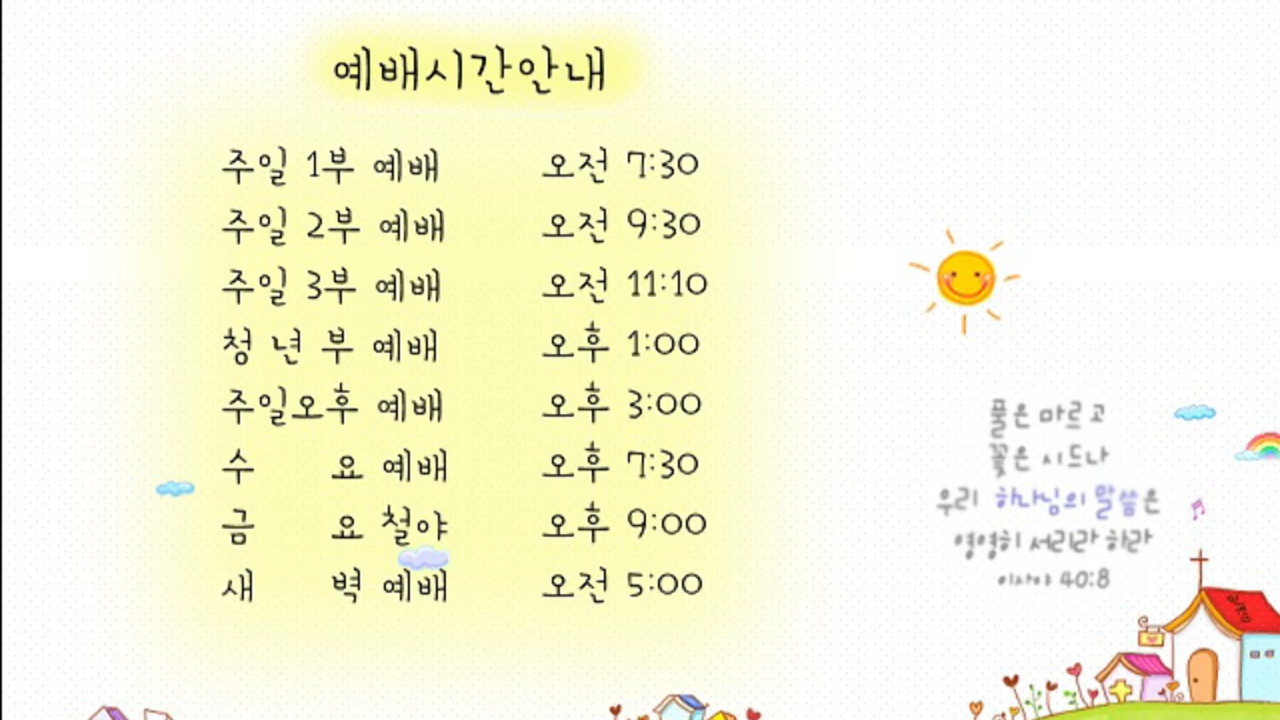 예배시간안내
주일 1부 예배 오전 7:30
주일 2부 예배 오전 9:30
주일 3부 예배 오전 11:10
청 년 부 예배 오후 1:00
주일오후 예배 오후 3:00
수 요 예배 오후 7:30
금 요 철야 오후 9:00
새 벽 예배 오전 5:00
풀은 마르고
꽃은 시드나
우리 하나님의 말씀은
영영히 서리라 하라
이사야 40:8